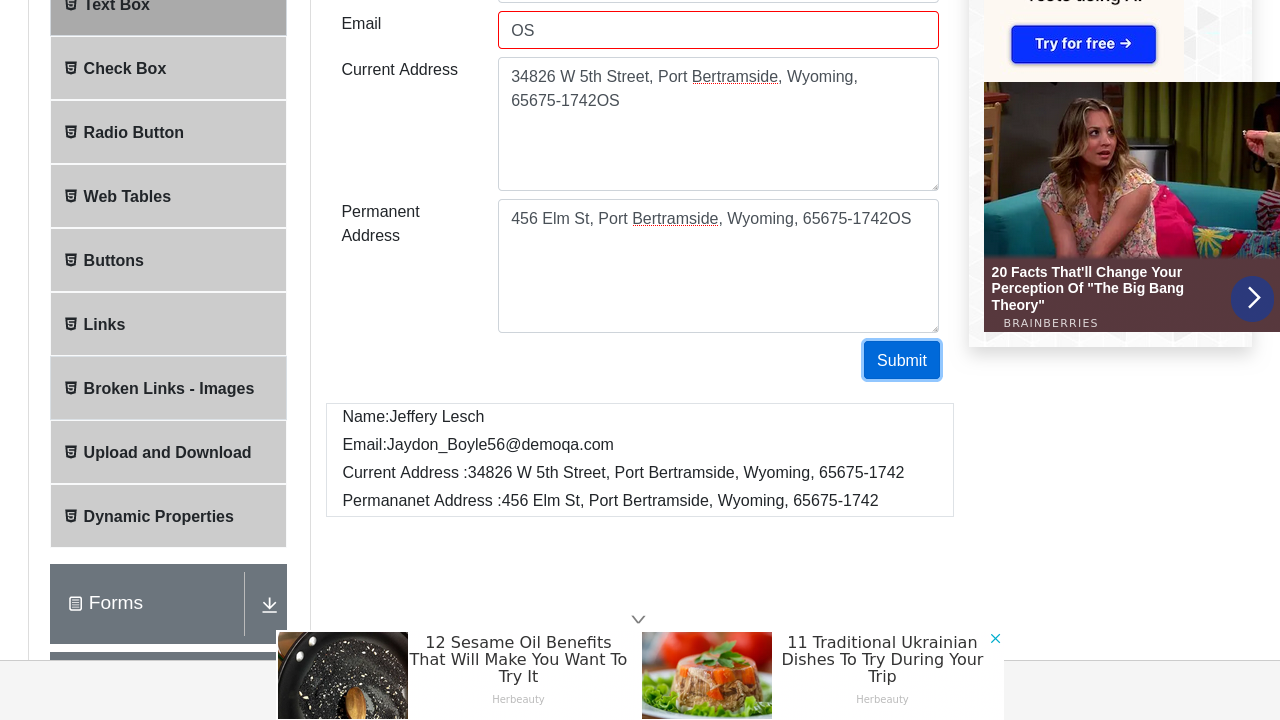 Text Box
Check Box
Radio Button
Web Tables
Buttons
Links
Broken Links - Images
Upload and Download
Dynamic Properties
Forms
Email
OS
Current Address
34826 W 5th Street, Port Bertramside, Wyoming,
65675-1742OS
Permanent
Address
456 Elm St, Port Bertramside, Wyoming, 65675-1742OS
Submit
Name:Jeffery Lesch
Email:Jaydon_Boyle56@demoqa.com
Current Address :34826 W 5th Street, Port Bertramside, Wyoming, 65675-1742
Permananet Address :456 Elm St, Port Bertramside, Wyoming, 65675-1742
Try for free →
20 Facts That'll Change Your
Perception Of "The Big Bang
Theory"
BRAINBERRIES
12 Sesame Oil Benefits
That Will Make You Want To
Try It
Herbeauty
11 Traditional Ukrainian
Dishes To Try During Your
Trip
Herbeauty